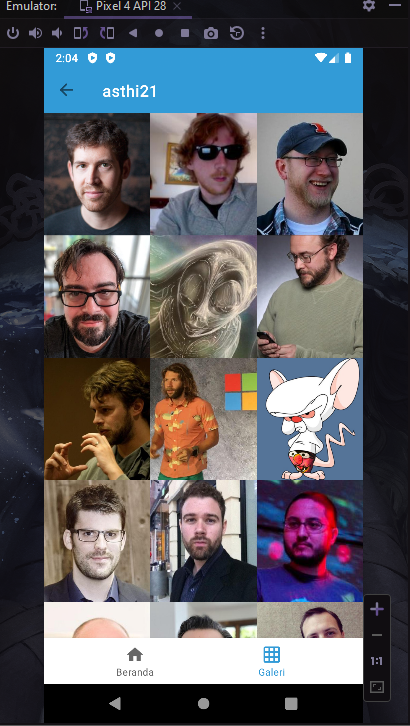 Emulator:
Pixel 4 API 28
2:04
asthi21
Beranda
Galeri
1:1